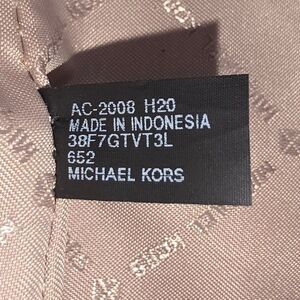 AC-2008 H20
MADE IN INDONESIA
38F7GTVT3L
652
MICHAEL KORS